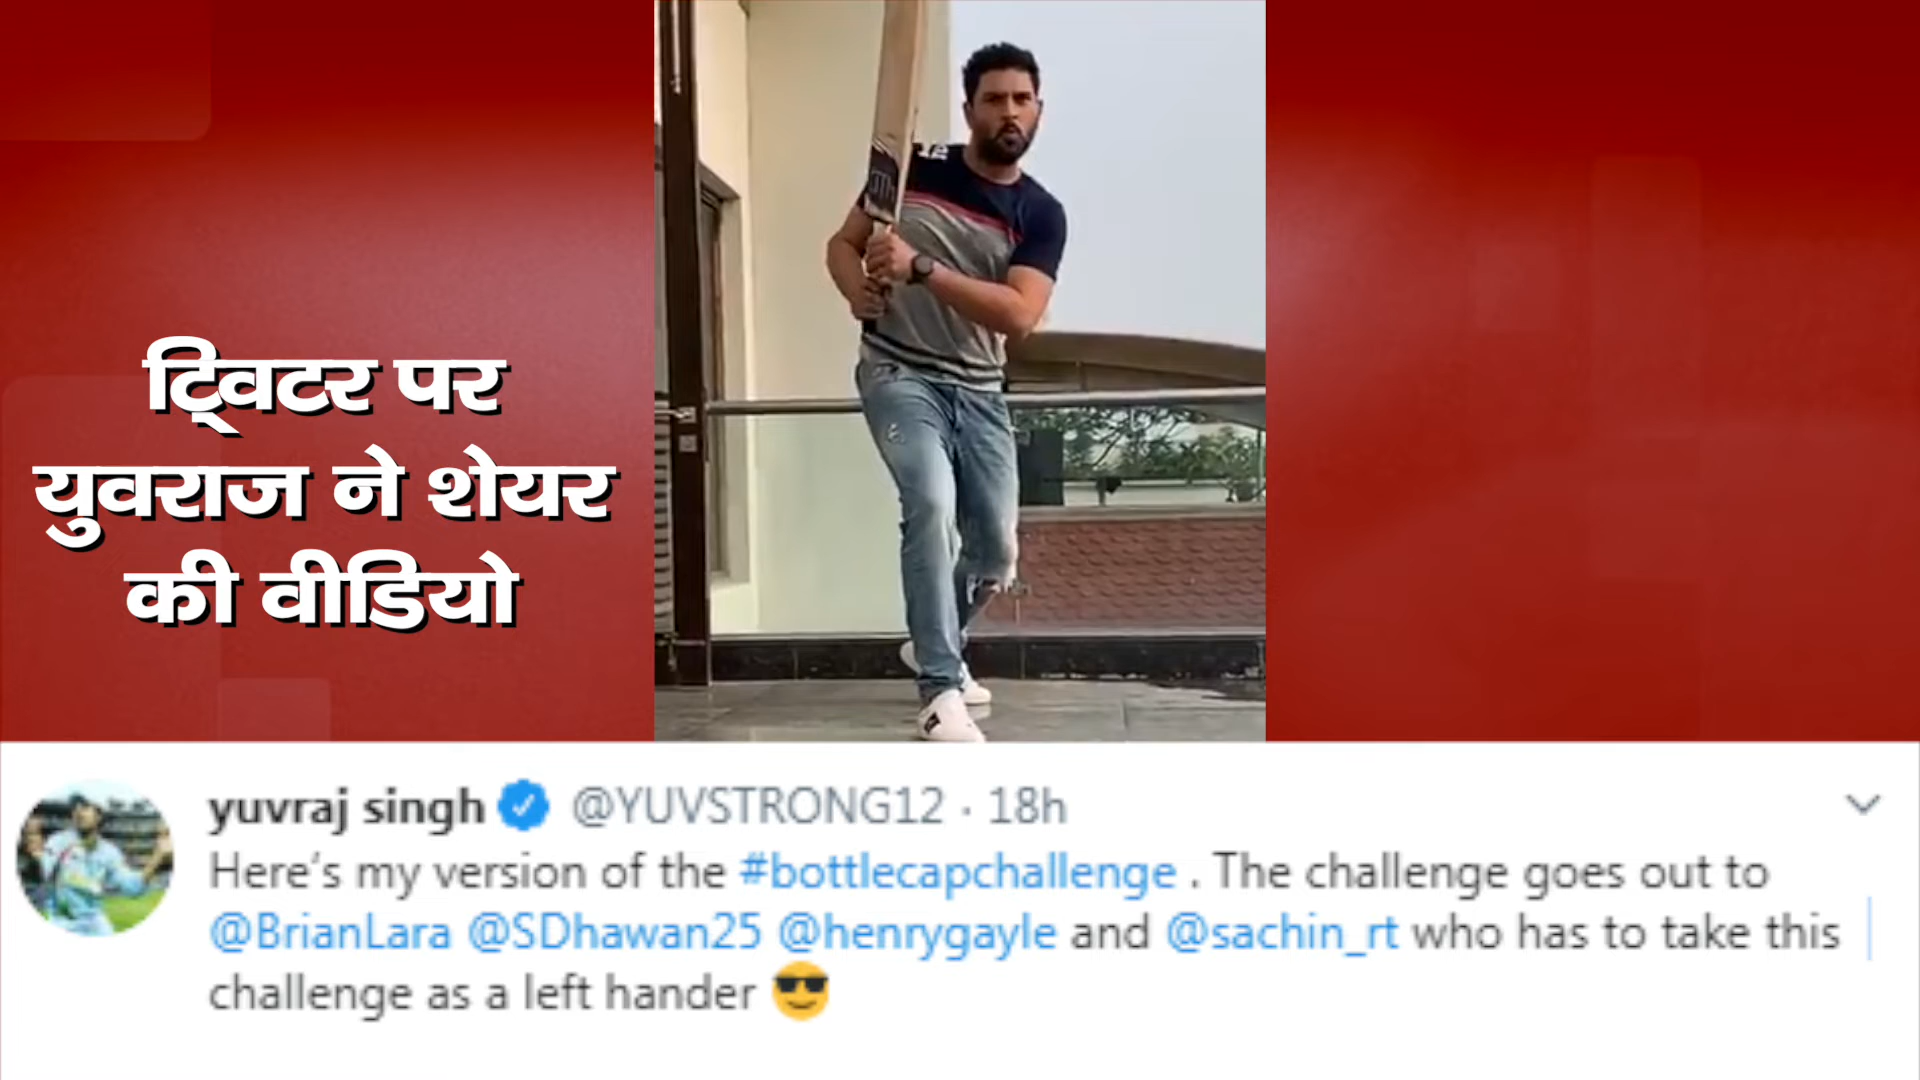 ट्विटर पर
युवराज ने शेयर
की वीडियो
yuvraj singh @YUVSTRONG12 · 18h
Here's my version of the #bottlecapchallenge . The challenge goes out to
@BrianLara @SDhawan25 @henrygayle and @sachin_rt who has to take this
challenge as a left hander 😎